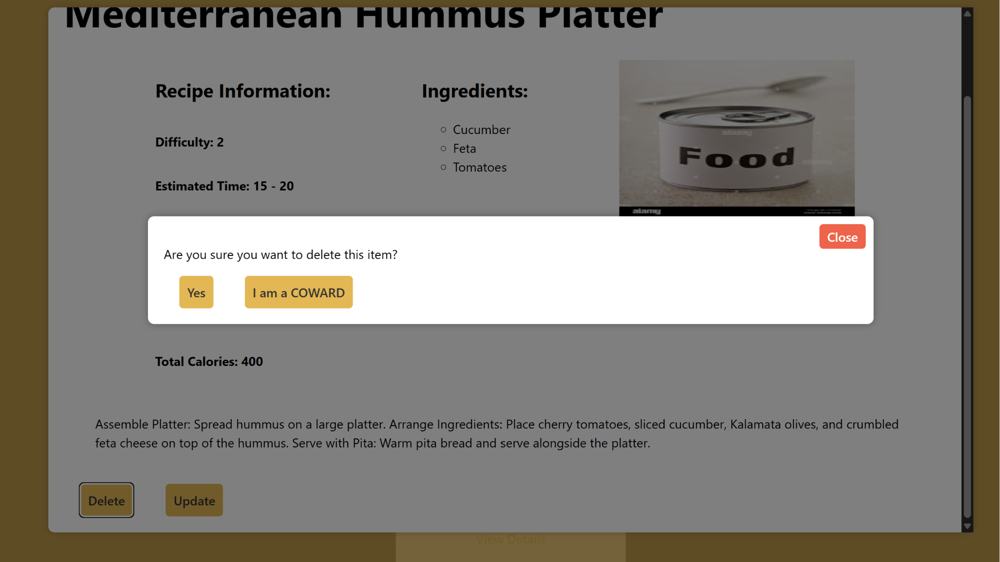 Mediterranean Hummus Platter
Recipe Information:
Difficulty: 2
Estimated Time: 15 - 20
Ingredients:
Cucumber
Feta
Tomatoes
alamy
Food
alamy
Close
Are you sure you want to delete this item?
Yes
I am a COWARD
Total Calories: 400
Assemble Platter: Spread hummus on a large platter. Arrange Ingredients: Place cherry tomatoes, sliced cucumber, Kalamata olives, and crumbled
feta cheese on top of the hummus. Serve with Pita: Warm pita bread and serve alongside the platter.
Delete
Update
View Details